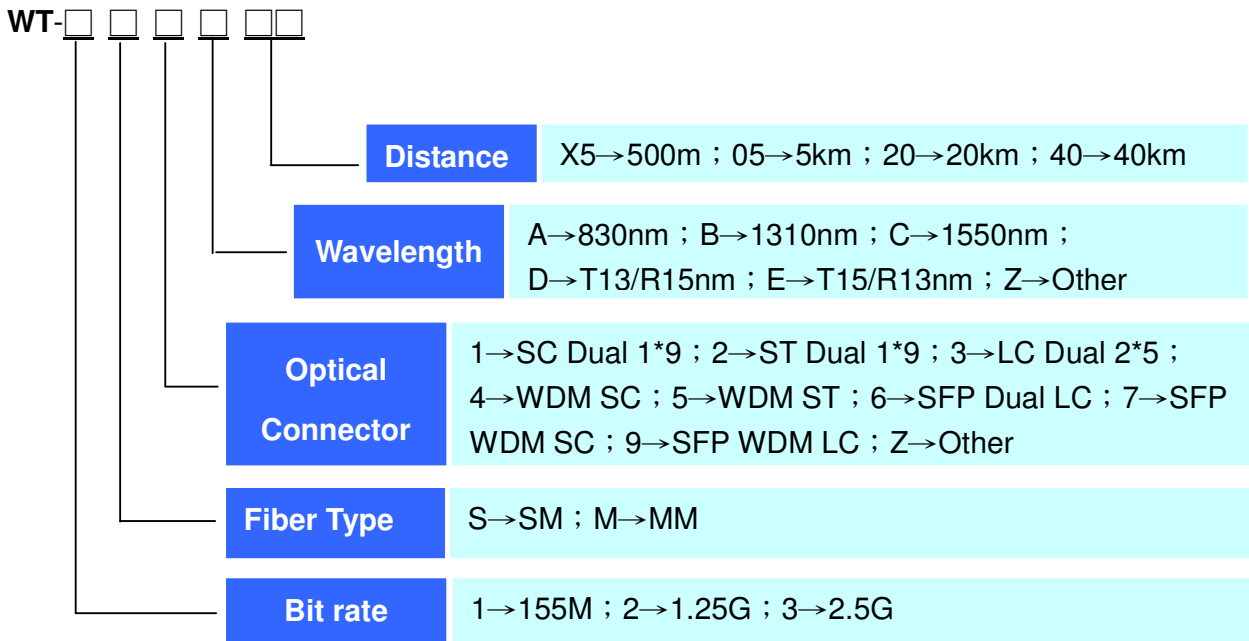 WT-□ □ □ □ □□
Distance
X5→500m；05→5km；20→20km；40→40km
Wavelength
A→830nm；B→1310nm；C→1550nm；
D→T13/R15nm；E→T15/R13nm；Z→Other
Optical
Connector
1→SC Dual 1*9；2→ST Dual 1*9；3→LC Dual 2*5；
4→WDM SC；5→WDM ST；6→SFP Dual LC；7→SFP
WDM SC；9→SFP WDM LC；Z→Other
Fiber Type
S→SM；M→MM
Bit rate
1→155M；2→1.25G；3→2.5G